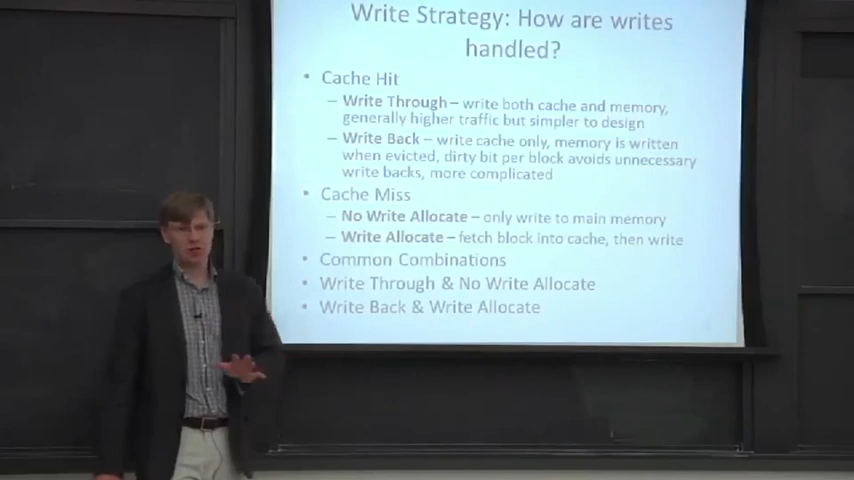 Write Strategy: How are writes
handled?
• Cache Hit
– Write Through – write both cache and memory,
generally higher traffic but simpler to design
– Write Back – write cache only, memory is written
when evicted, dirty bit per block avoids unnecessary
write backs, more complicated
• Cache Miss
– No Write Allocate – only write to main memory
– Write Allocate – fetch block into cache, then write
• Common Combinations
• Write Through & No Write Allocate
• Write Back & Write Allocate